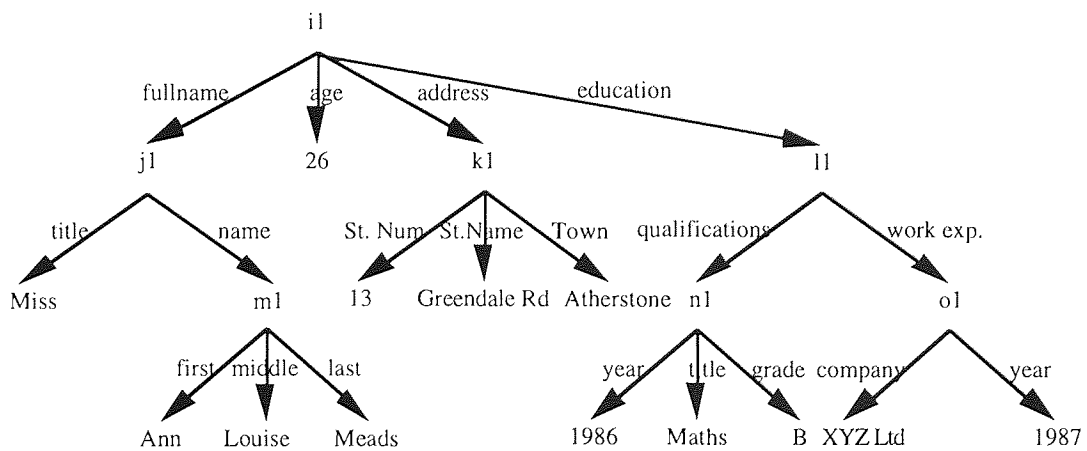 i1
fullname age address education
j1 26 k1 l1
title name St. Num St.Name Town qualifications work exp.
Miss m1 13 Greendale Rd Atherstone n1 o1
first middle last year title grade company year
Ann Louise Meads 1986 Maths B XYZ Ltd 1987